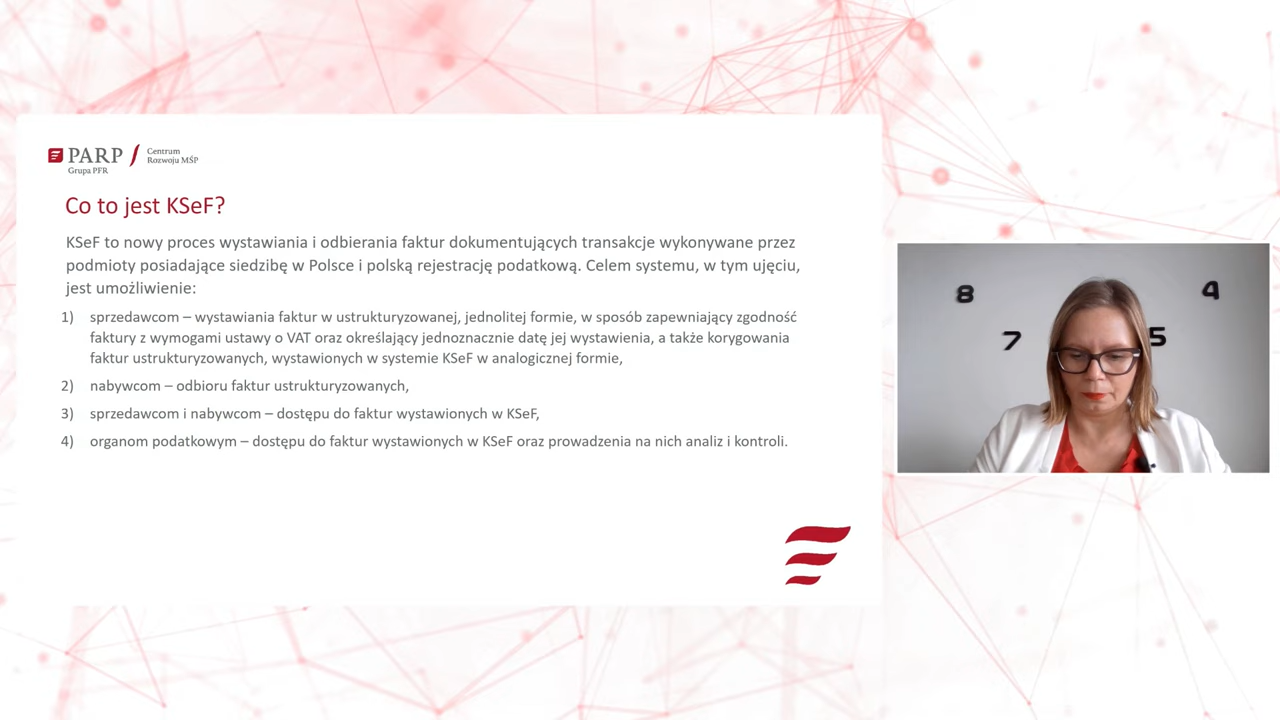 PARP
Grupa PFR
Centrum
Rozwoju MŚP
Co to jest KSeF?
KSeF to nowy proces wystawiania i odbierania faktur dokumentujących transakcje wykonywane przez
podmioty posiadające siedzibę w Polsce i polską rejestrację podatkową. Celem systemu, w tym ujęciu,
jest umożliwienie:
1) sprzedawcom – wystawiania faktur w ustrukturyzowanej, jednolitej formie, w sposób zapewniający zgodność
faktury z wymogami ustawy o VAT oraz określający jednoznacznie datę jej wystawienia, a także korygowania
faktur ustrukturyzowanych, wystawionych w systemie KSeF w analogicznej formie,
2) nabywcom – odbioru faktur ustrukturyzowanych,
3) sprzedawcom i nabywcom – dostępu do faktur wystawionych w KSeF,
4) organom podatkowym – dostępu do faktur wystawionych w KSeF oraz prowadzenia na nich analiz i kontroli.
8 4
7 5